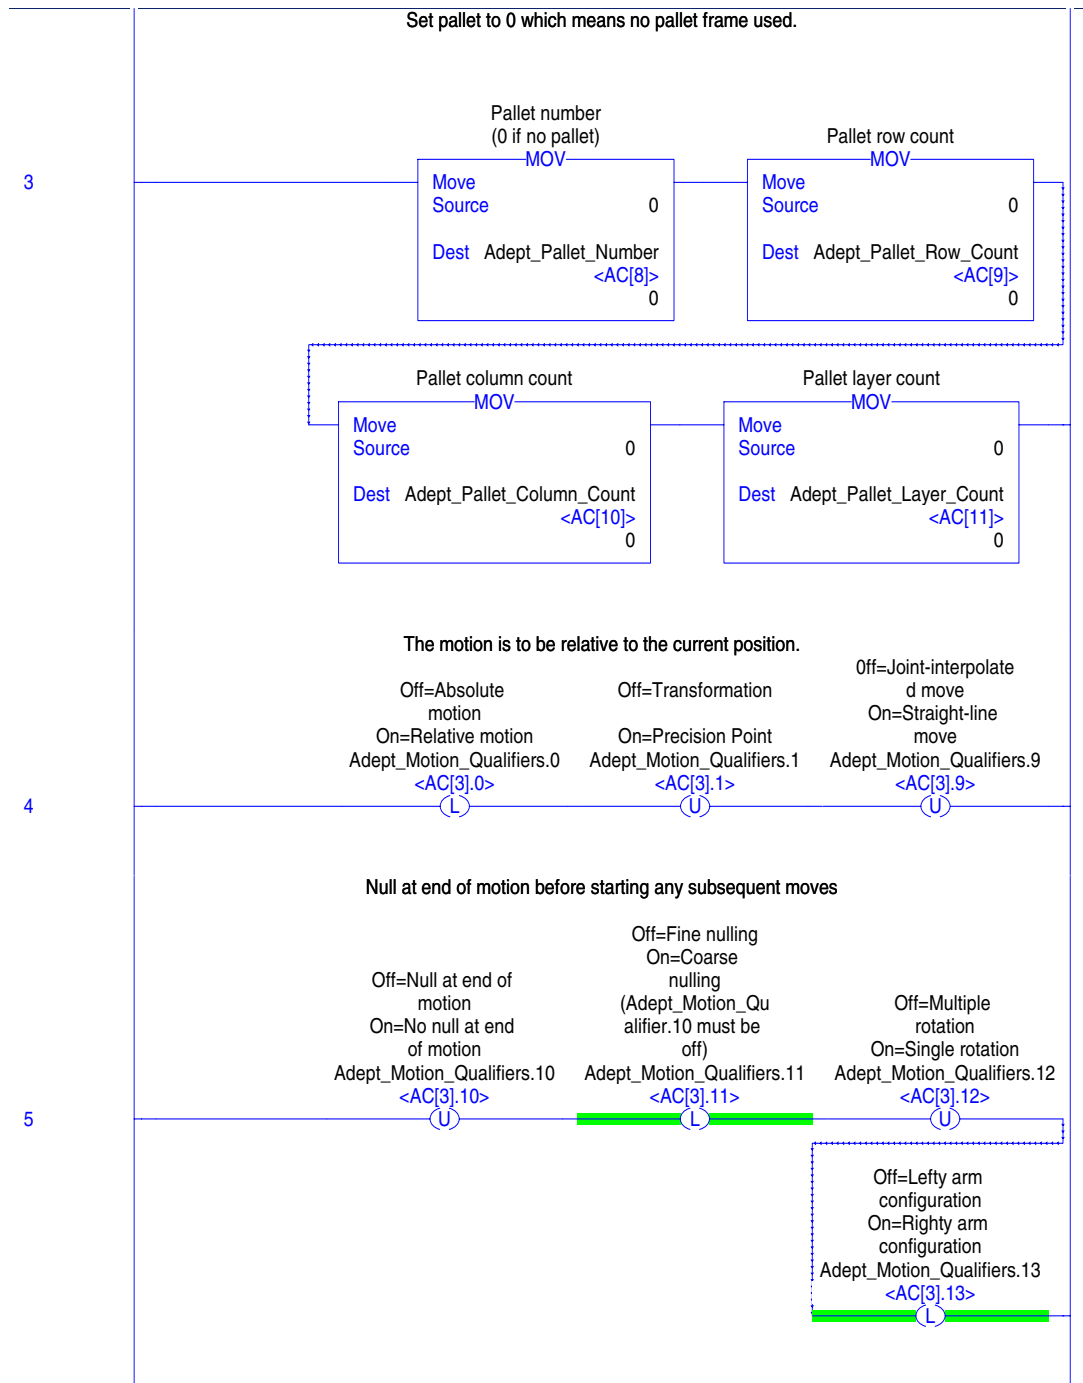 Set pallet to 0 which means no pallet frame used.
Pallet number
(0 if no pallet)
Pallet row count
MOV
MOV
3
Move
Move
Source 0
Source 0
Dest Adept_Pallet_Number
Dest Adept_Pallet_Row_Count
<AC[8]>
<AC[9]>
0
0
Pallet column count
Pallet layer count
MOV
MOV
Move
Move
Source 0
Source 0
Dest Adept_Pallet_Column_Count
Dest Adept_Pallet_Layer_Count
<AC[10]>
<AC[11]>
0
0
The motion is to be relative to the current position.
Off=Absolute
motion
On=Relative motion
Adept_Motion_Qualifiers.0
<AC[3].0>
L
Off=Transformation
On=Precision Point
Adept_Motion_Qualifiers.1
<AC[3].1>
U
0ff=Joint-interpolate
d move
On=Straight-line
move
Adept_Motion_Qualifiers.9
<AC[3].9>
U
4
Null at end of motion before starting any subsequent moves
Off=Null at end of
motion
On=No null at end
of motion
Adept_Motion_Qualifiers.10
<AC[3].10>
U
Off=Fine nulling
On=Coarse
nulling
(Adept_Motion_Qu
alifier.10 must be
off)
Adept_Motion_Qualifiers.11
<AC[3].11>
L
Off=Multiple
rotation
On=Single rotation
Adept_Motion_Qualifiers.12
<AC[3].12>
U
5
Off=Lefty arm
configuration
On=Righty arm
configuration
Adept_Motion_Qualifiers.13
<AC[3].13>
L